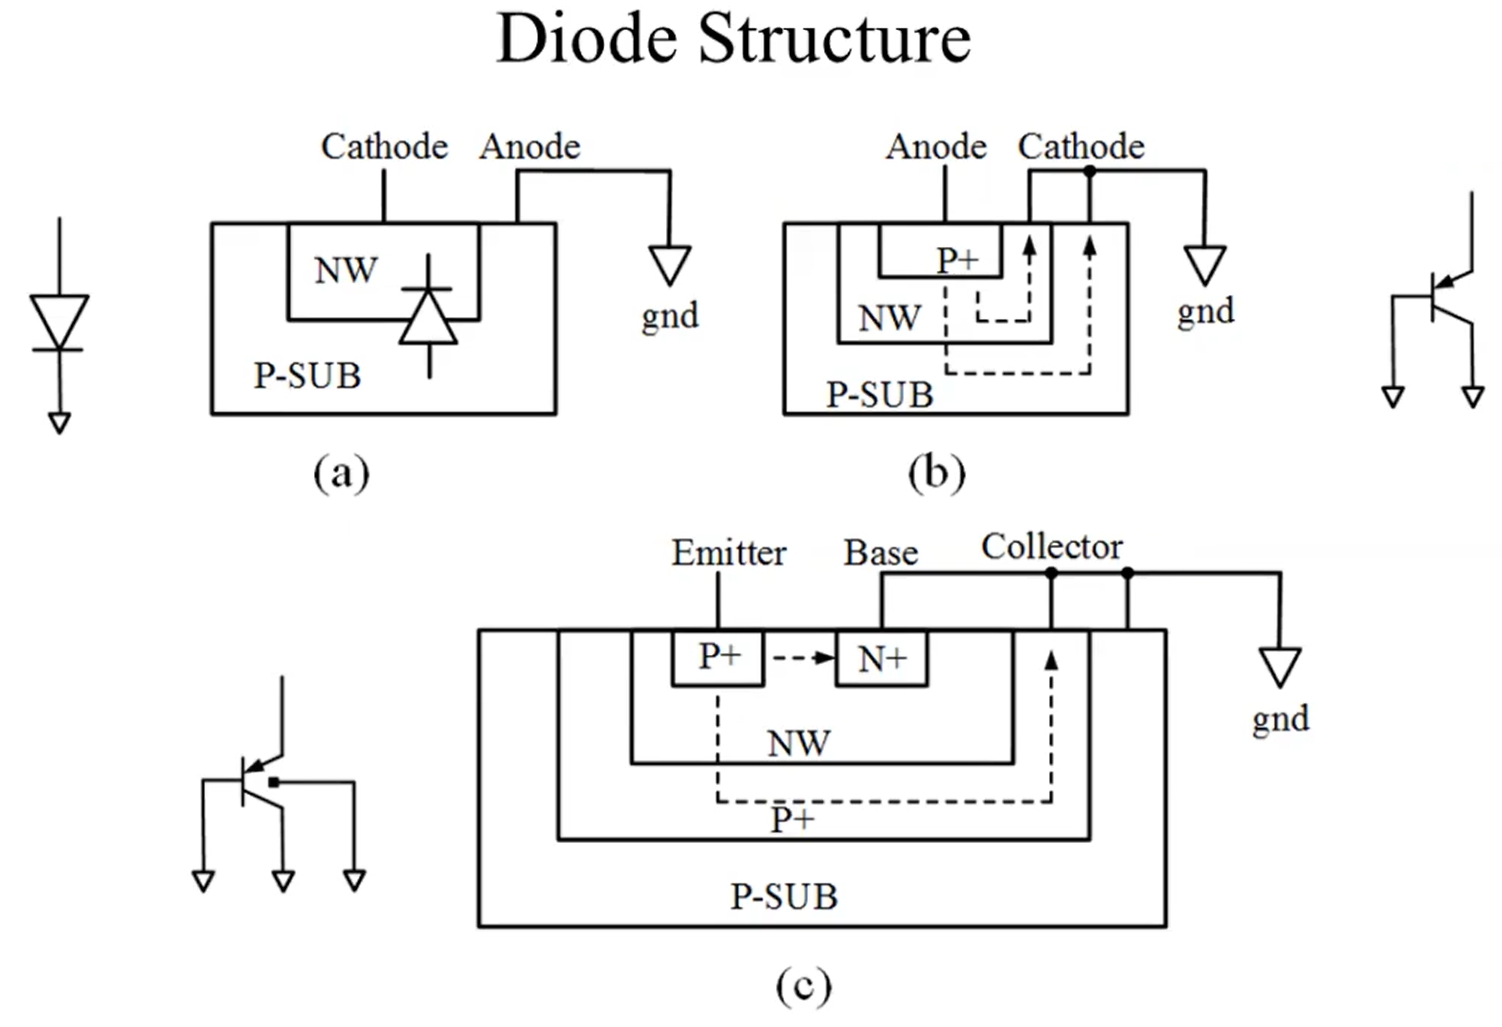 Diode Structure
Cathode Anode
NW
P-SUB
gnd
(a)
Anode Cathode
P+
NW
P-SUB
gnd
(b)
Emitter Base Collector
P+ N+
NW
P+
P-SUB
gnd
(c)